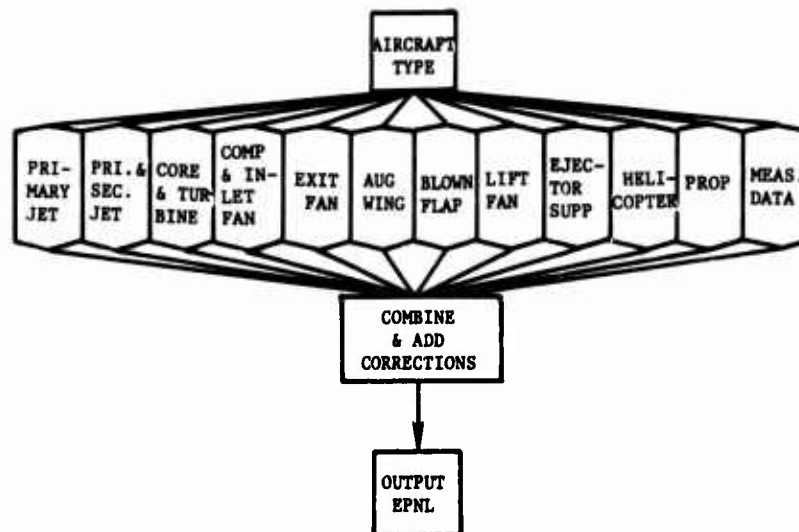 AIRCRAFT
TYPE
PRI-
MARY
JET
PRI.&
SEC.
JET
CORE
& TUR-
BINE
COMP
& IN-
LET
FAN
EXIT
FAN
AUG
WING
BLOWN
FLAP
LIFT
FAN
EJEC-
TOR
SUPP
HELI-
COPTER
PROP
MEAS.
DATA
COMBINE
& ADD
CORRECTIONS
OUTPUT
EPNL